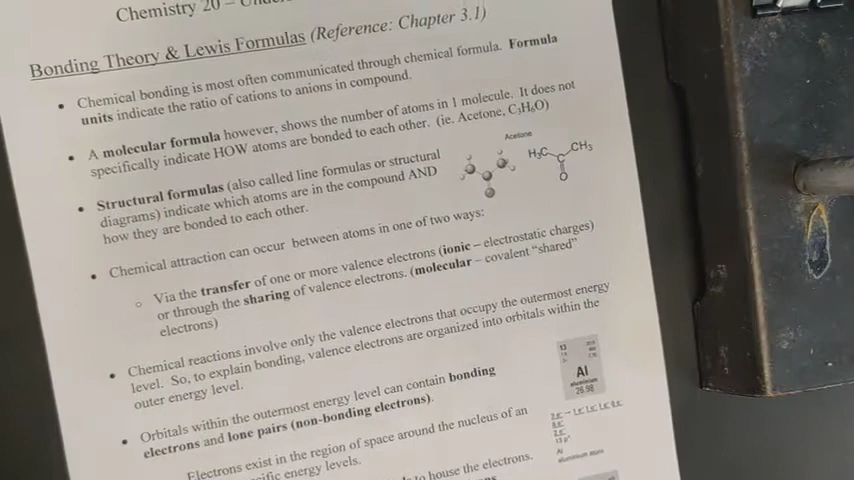 Chemistry 20 –
Bonding Theory & Lewis Formulas (Reference: Chapter 3.1)
• Chemical bonding is most often communicated through chemical formula. Formula
units indicate the ratio of cations to anions in compound.
• A molecular formula however, shows the number of atoms in 1 molecule. It does not
specifically indicate HOW atoms are bonded to each other. (ie. Acetone, C₃H₆O)
• Structural formulas (also called line formulas or structural
diagrams) indicate which atoms are in the compound AND
how they are bonded to each other.
Acetone
H₃C C CH₃
O
• Chemical attraction can occur between atoms in one of two ways:
○ Via the transfer of one or more valence electrons (ionic – electrostatic charges)
or through the sharing of valence electrons. (molecular – covalent "shared"
electrons)
• Chemical reactions involve only the valence electrons that occupy the outermost energy
level. So, to explain bonding, valence electrons are organized into orbitals within the
outer energy level.
13
Al
aluminium
26.98
• Orbitals within the outermost energy level can contain bonding
electrons and lone pairs (non-bonding electrons).
Al
aluminium atom
Electrons exist in the region of space around the nucleus of an
energy levels.
to house the electrons.